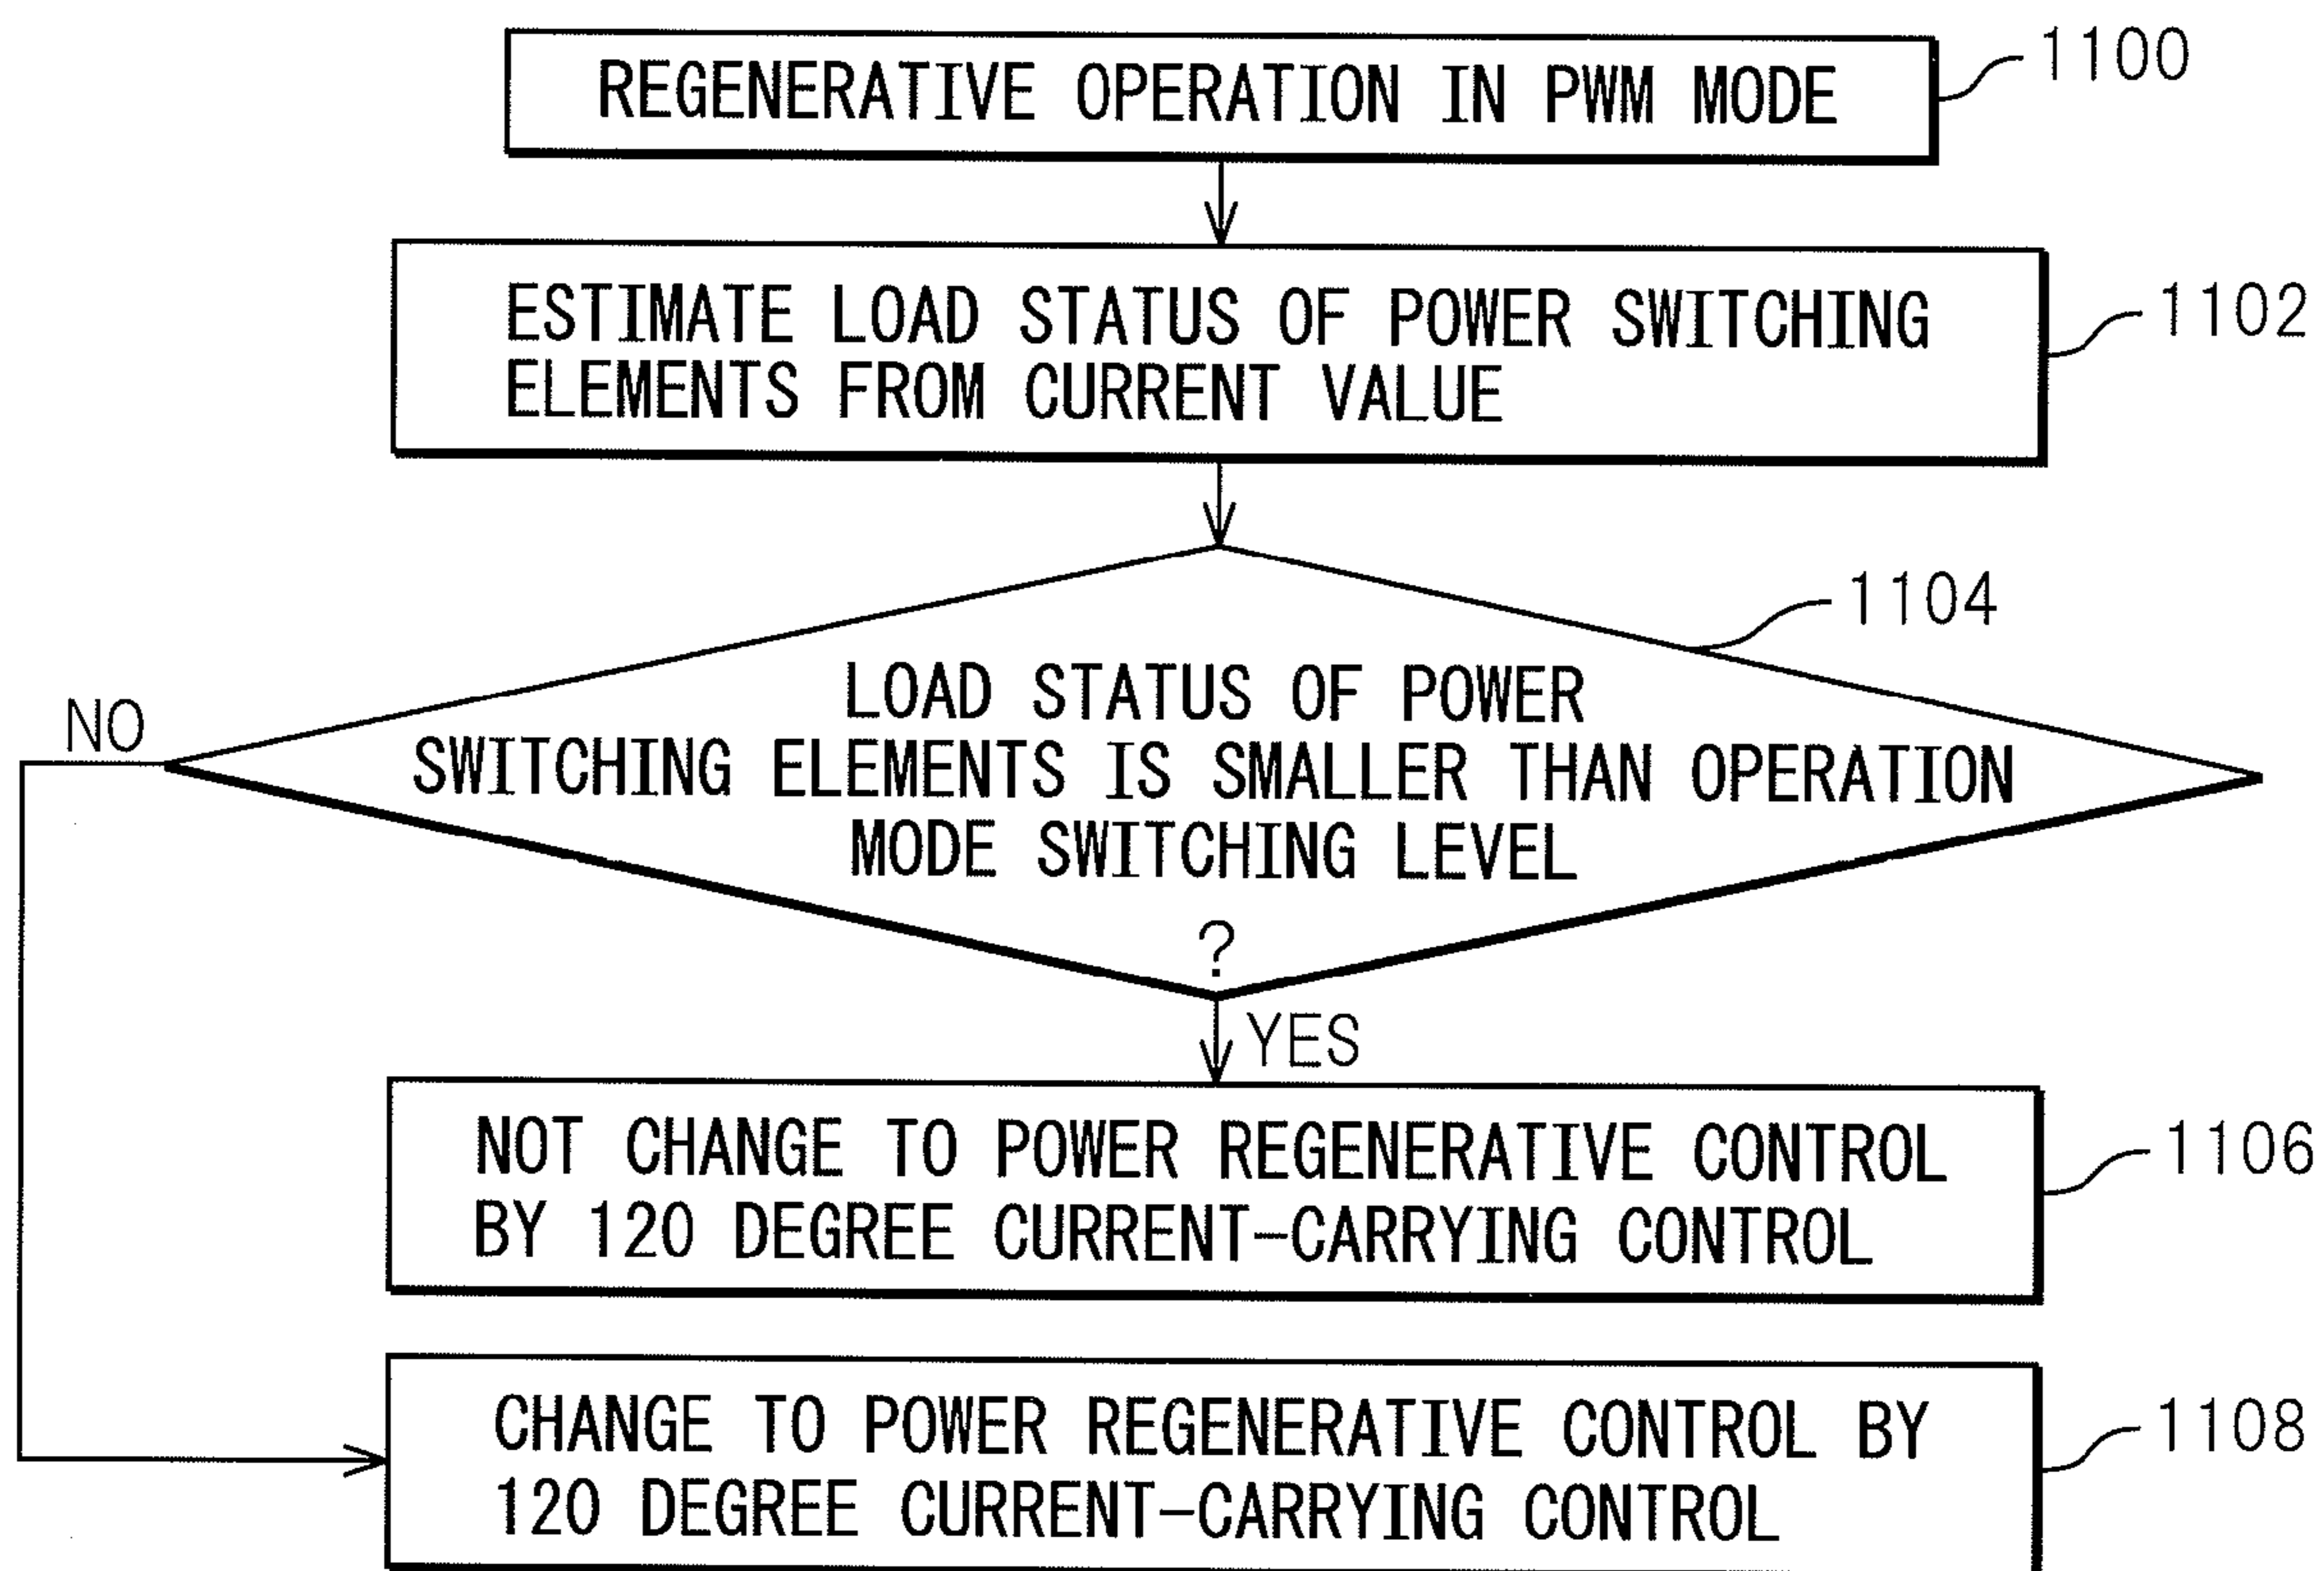 REGENERATIVE OPERATION IN PWM MODE
1100
ESTIMATE LOAD STATUS OF POWER SWITCHING
ELEMENTS FROM CURRENT VALUE
1102
1104
LOAD STATUS OF POWER
SWITCHING ELEMENTS IS SMALLER THAN OPERATION
MODE SWITCHING LEVEL
?
NO
YES
NOT CHANGE TO POWER REGENERATIVE CONTROL
BY 120 DEGREE CURRENT-CARRYING CONTROL
1106
CHANGE TO POWER REGENERATIVE CONTROL BY
120 DEGREE CURRENT-CARRYING CONTROL
1108